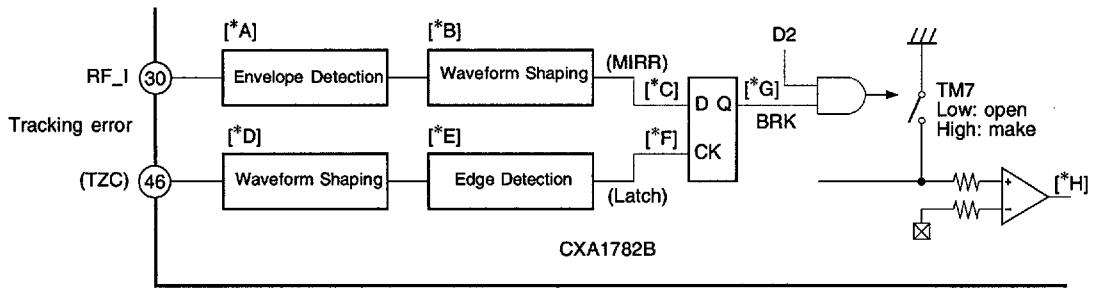 [*A]
[*B]
D2
RF_I
30
Envelope Detection
Waveform Shaping
(MIRR)
[*C]
D Q
[*G]
BRK
TM7
Low: open
High: make
Tracking error
[*D]
[*E]
[*F]
CK
(TZC)
46
Waveform Shaping
Edge Detection
(Latch)
+
−
[*H]
CXA1782B